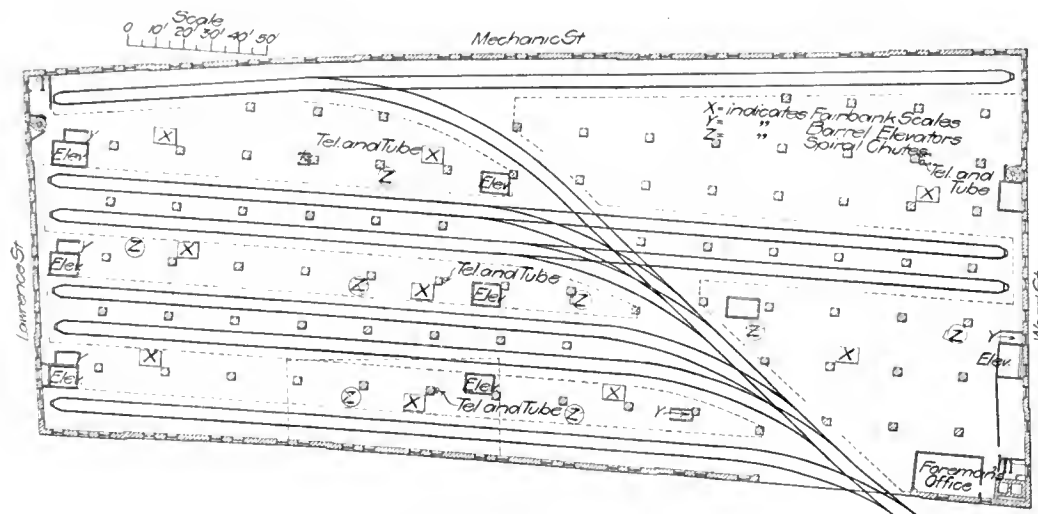 Scale
0 10' 20' 30' 40' 50'
Mechanic St
X= indicates Fairbank Scales
Y= " Barrel Elevators
Z= " Spiral Chutes
Y
X
Elev
Tel. and Tube
X
Z
Z
Elev
Tel. and
Tube
X
Lawrence St
Y
Z
X
Elev
Z
Tel. and Tube
X
Elev
Z
Z
Z
Y
Elev.
X
Y
X
Elev
Z
X
Elev
Tel. and Tube
Z
X
Y
Foreman's
Office